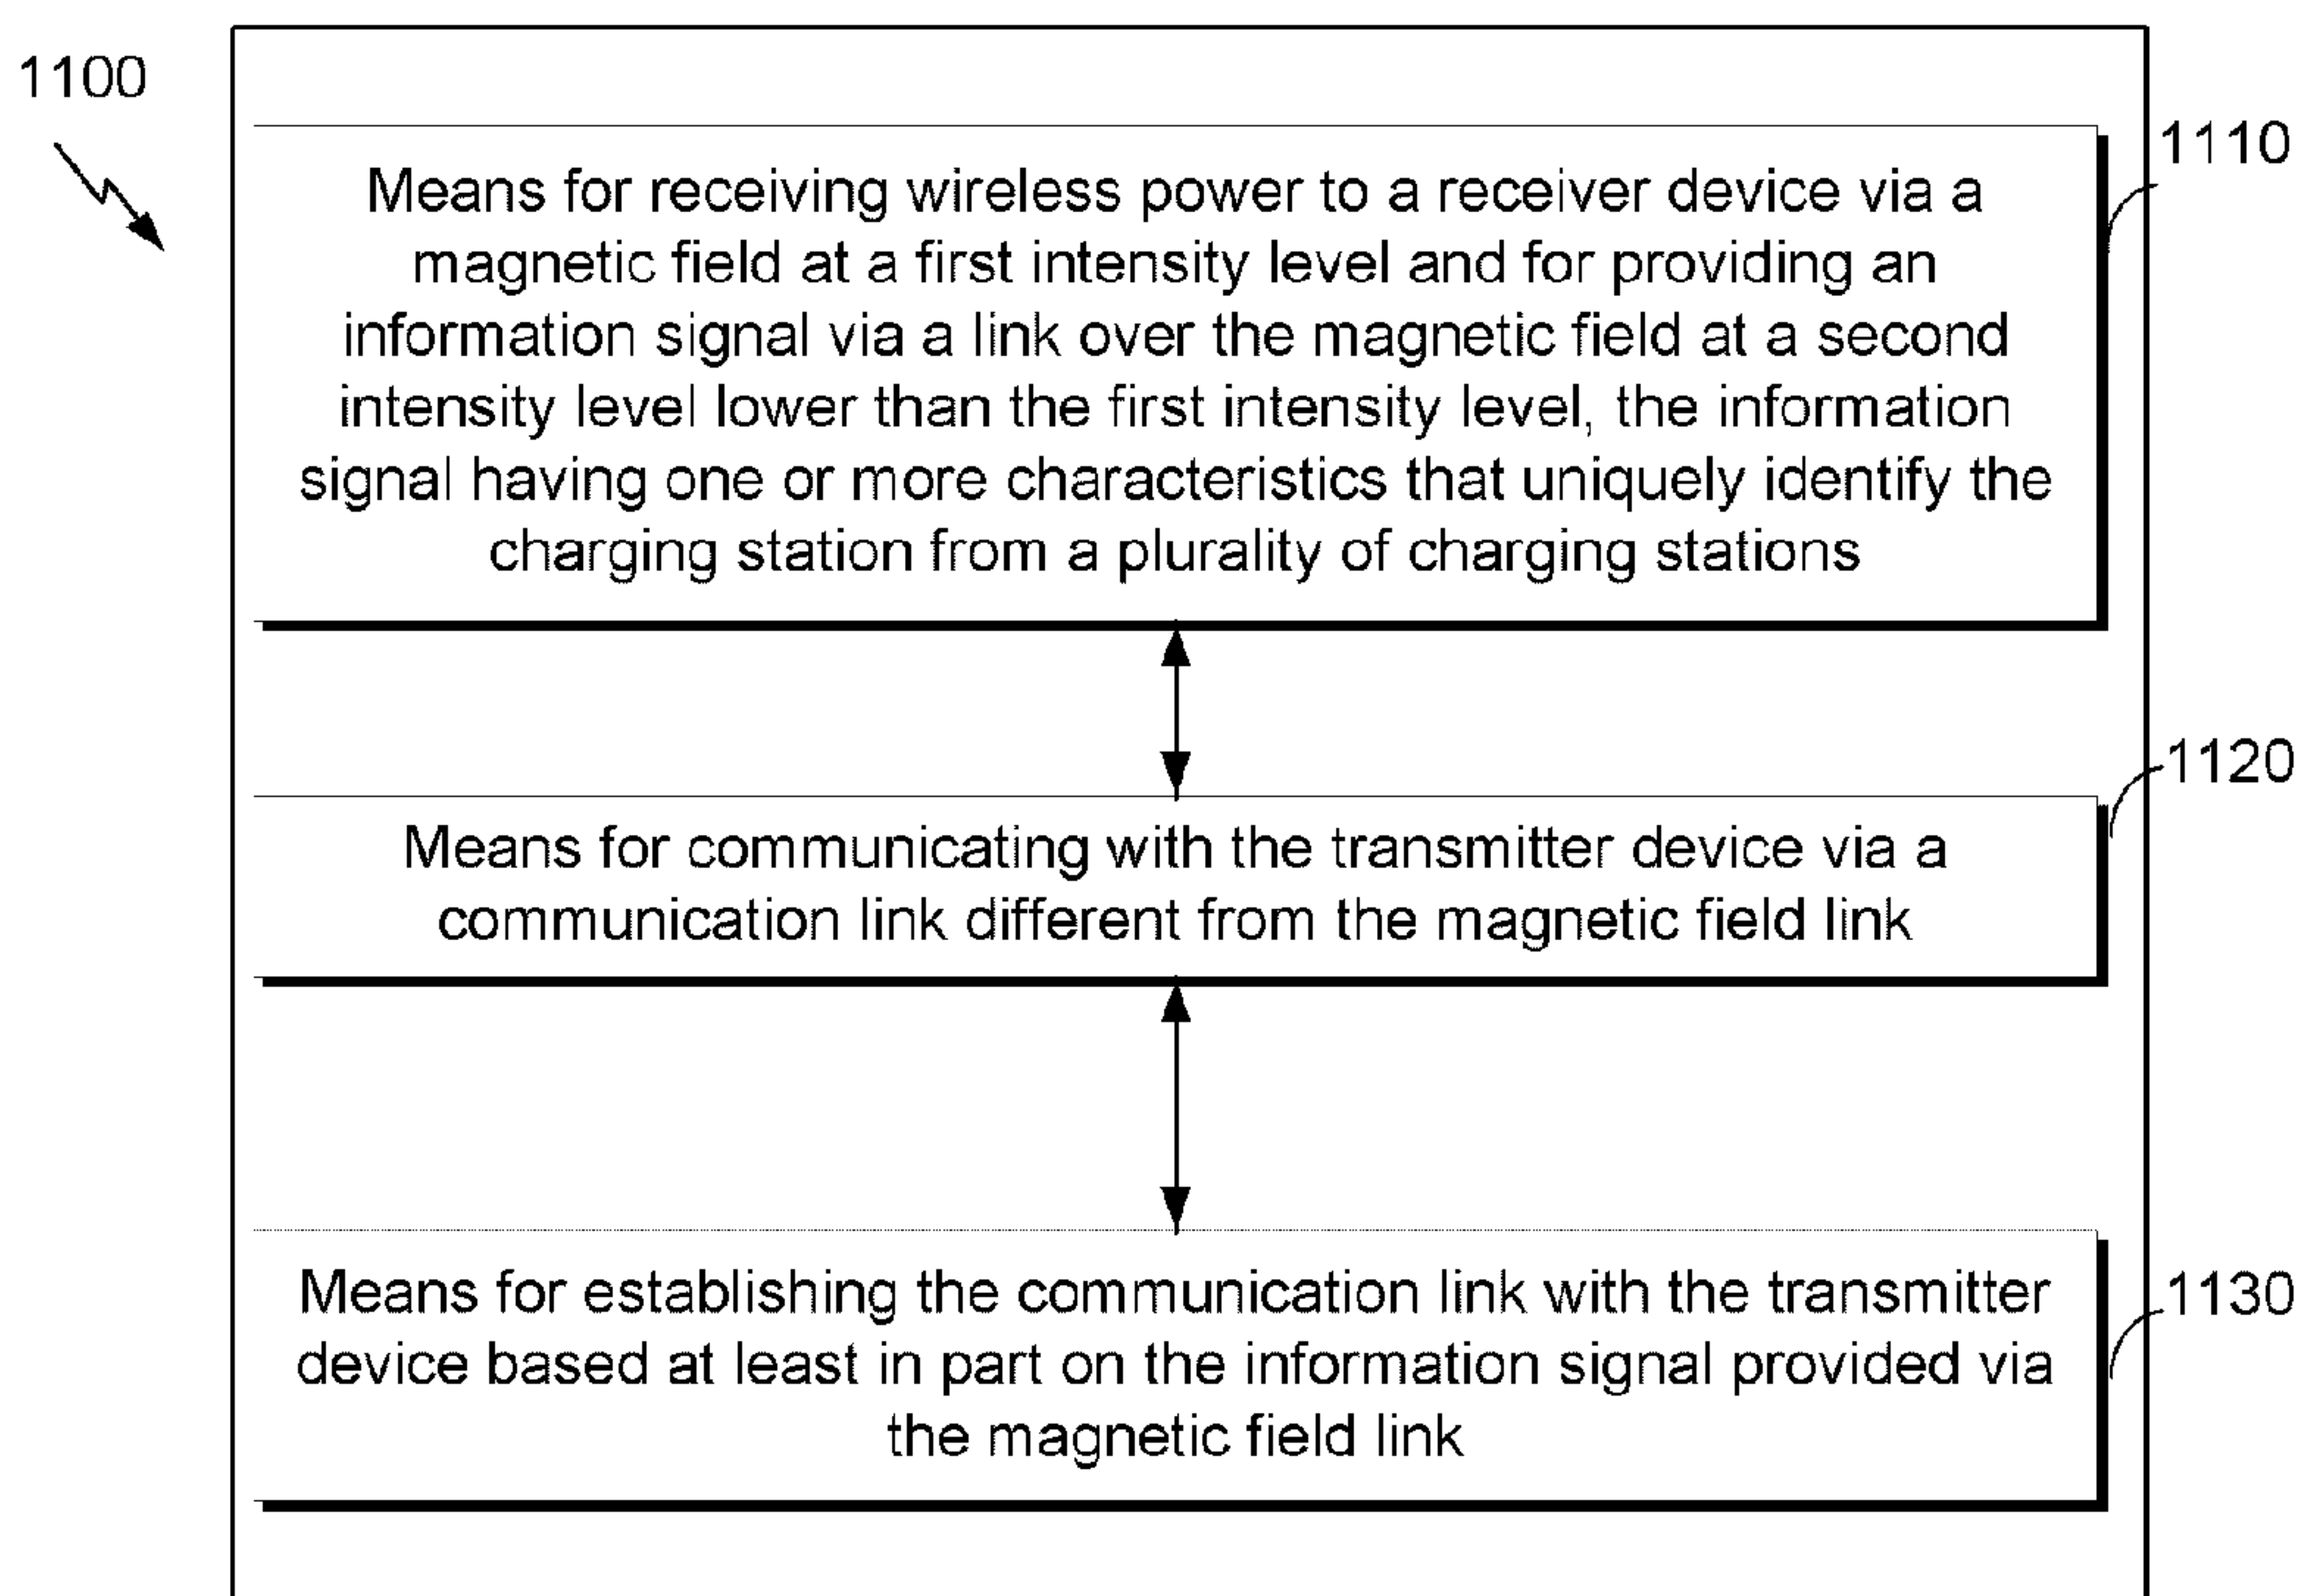 1100
1110
Means for receiving wireless power to a receiver device via a
magnetic field at a first intensity level and for providing an
information signal via a link over the magnetic field at a second
intensity level lower than the first intensity level, the information
signal having one or more characteristics that uniquely identify the
charging station from a plurality of charging stations
1120
Means for communicating with the transmitter device via a
communication link different from the magnetic field link
1130
Means for establishing the communication link with the transmitter
device based at least in part on the information signal provided via
the magnetic field link